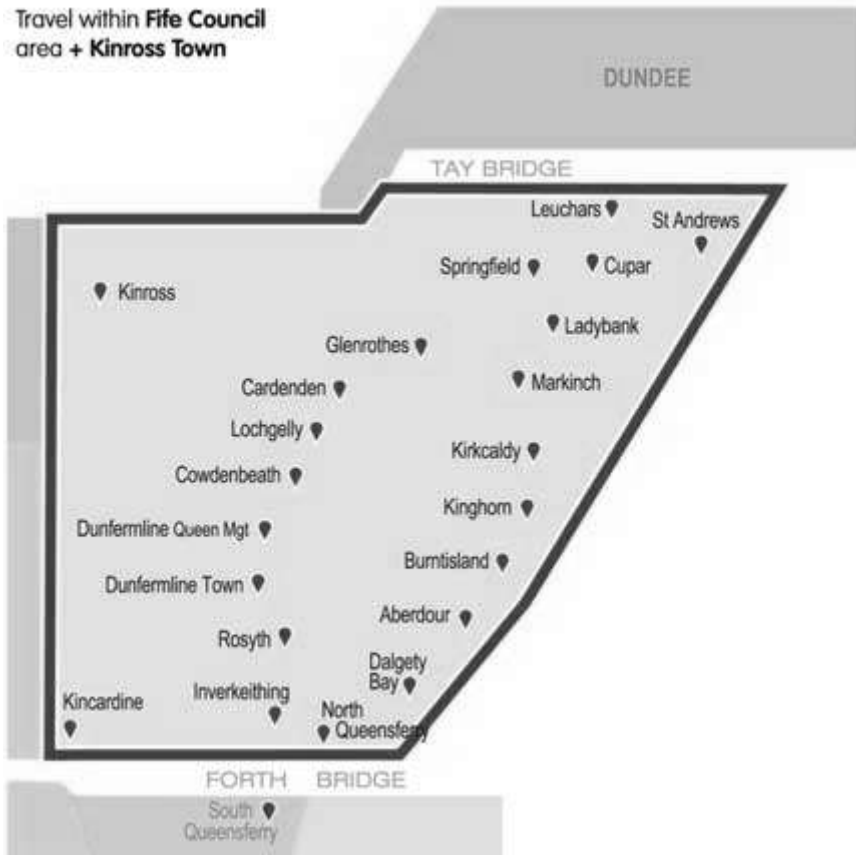 Travel within Fife Council
area + Kinross Town
DUNDEE
TAY BRIDGE
Leuchars
St Andrews
Springfield
Cupar
Kinross
Ladybank
Glenrothes
Markinch
Cardenden
Lochgelly
Kirkcaldy
Cowdenbeath
Kinghorn
Dunfermline Queen Mgt
Burntisland
Dunfermline Town
Aberdour
Rosyth
Dalgety
Bay
Inverkeithing
Kincardine
North
Queensferry
FORTH BRIDGE
South
Queensferry